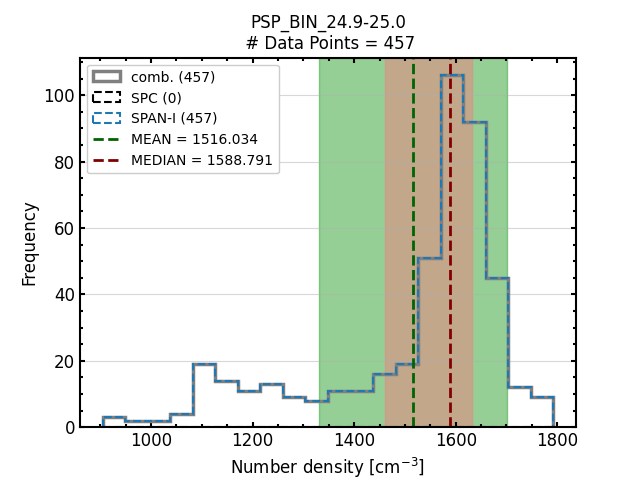 PSP_BIN_24.9-25.0
# Data Points = 457
comb. (457)
SPC (0)
SPAN-I (457)
MEAN = 1516.034
MEDIAN = 1588.791
100
80
60
40
20
0
Frequency
1000 1200 1400 1600 1800
Number density [cm⁻³]